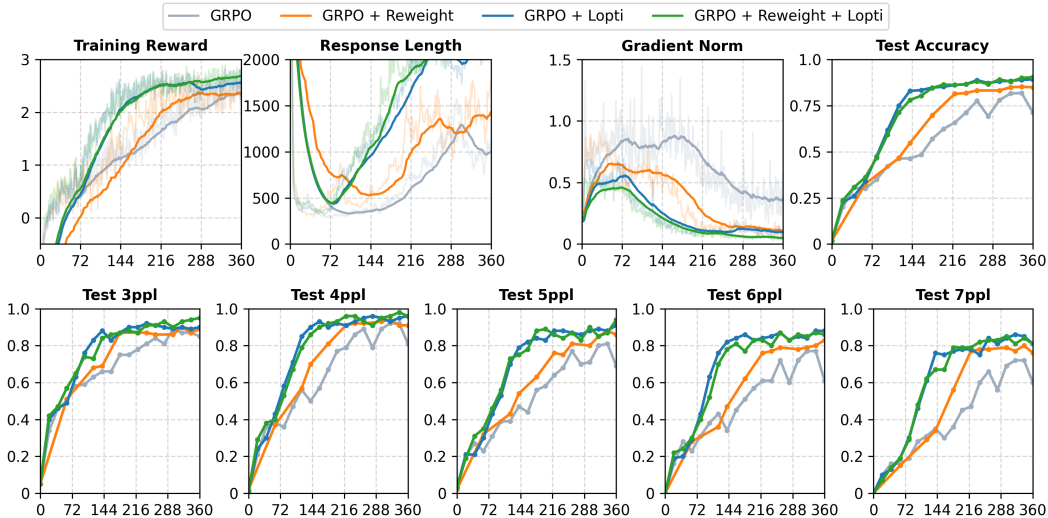 GRPO GRPO + Reweight GRPO + Lopti GRPO + Reweight + Lopti
Training Reward Response Length Gradient Norm Test Accuracy
3 2000 1.5 1.0
2 1500 1.0 0.75
1 1000 0.5
0 500 0.5 0.25
0 0 0
0 72 144 216 288 360 0 72 144 216 288 360 0 72 144 216 288 360 0 72 144 216 288 360
Test 3ppl Test 4ppl Test 5ppl Test 6ppl Test 7ppl
1.0 1.0 1.0 1.0 1.0
0.8 0.8 0.8 0.8 0.8
0.6 0.6 0.6 0.6 0.6
0.4 0.4 0.4 0.4 0.4
0.2 0.2 0.2 0.2 0.2
0 0 0 0 0
0 72 144 216 288 360 0 72 144 216 288 360 0 72 144 216 288 360 0 72 144 216 288 360 0 72 144 216 288 360